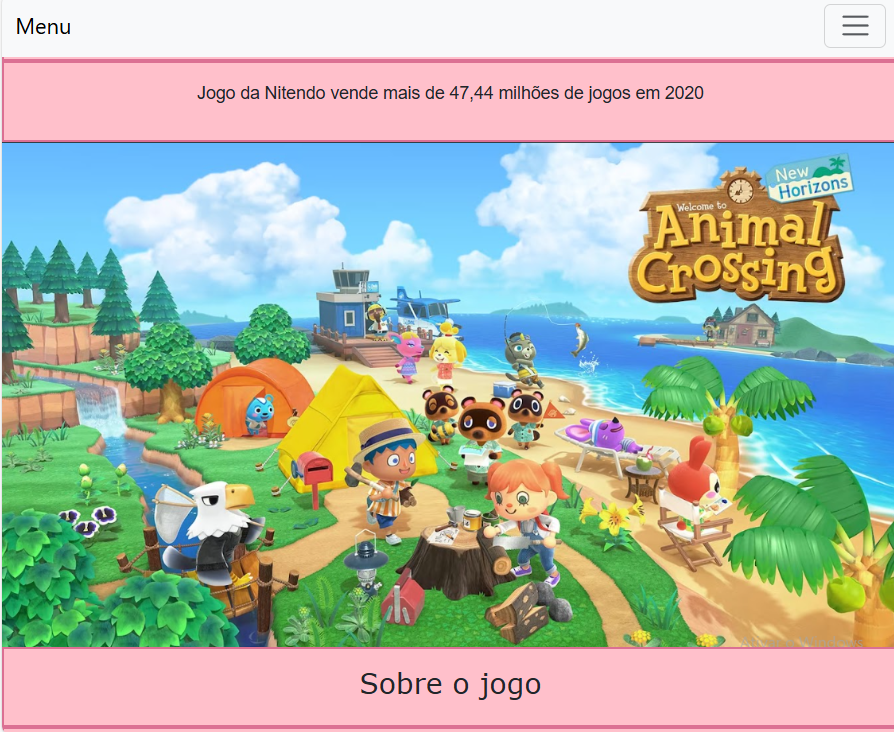 Menu
Jogo da Nitendo vende mais de 47,44 milhões de jogos em 2020
New
Horizons
Welcome to
Animal
Crossing
Sobre o jogo